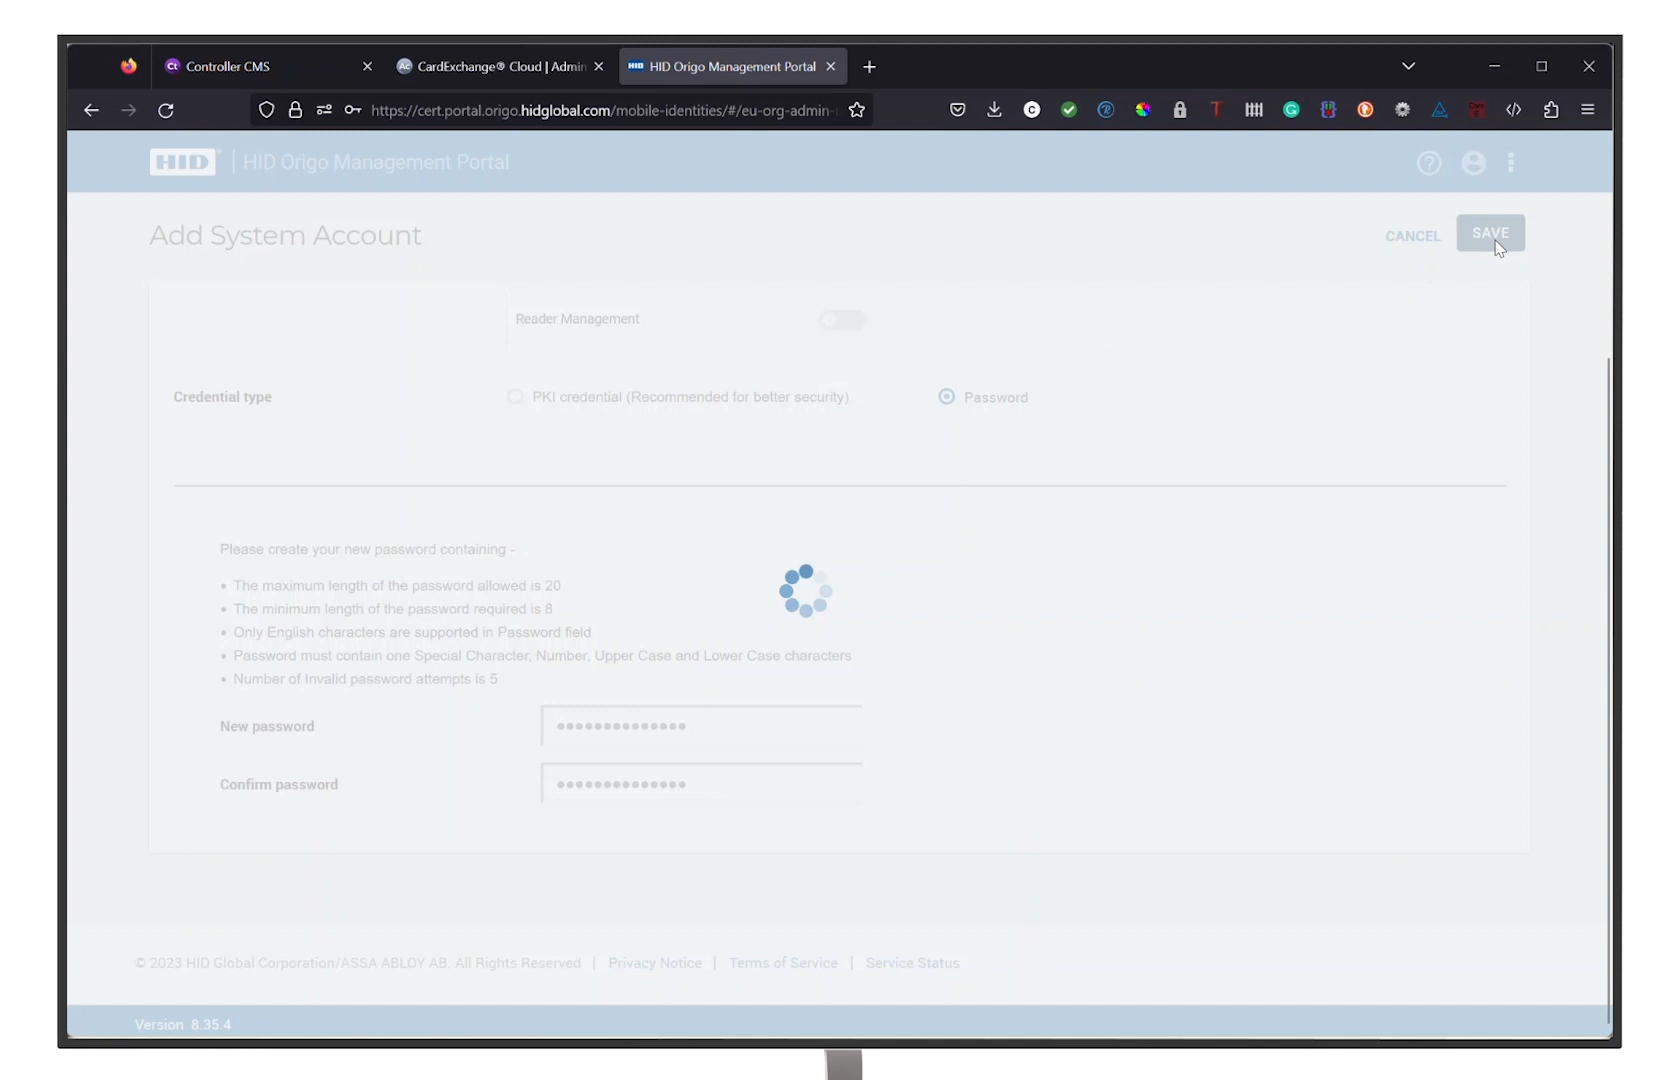 Controller CMS
CardExchange® Cloud | Admin
HID Origo Management Portal
https://cert.portal.origo.hidglobal.com/mobile-identities/#/eu-org-admin-
HID | HID Origo Management Portal
Add System Account
CANCEL
SAVE
Reader Management
Credential type
PKI credential (Recommended for better security)
Password
Please create your new password containing -
• The maximum length of the password allowed is 20
• The minimum length of the password required is 8
• Only English characters are supported in Password field
• Password must contain one Special Character, Number, Upper Case and Lower Case characters
• Number of Invalid password attempts is 5
New password ••••••••••••••
Confirm password ••••••••••••••
© 2023 HID Global Corporation/ASSA ABLOY AB. All Rights Reserved | Privacy Notice | Terms of Service | Service Status
Version 8.35.4